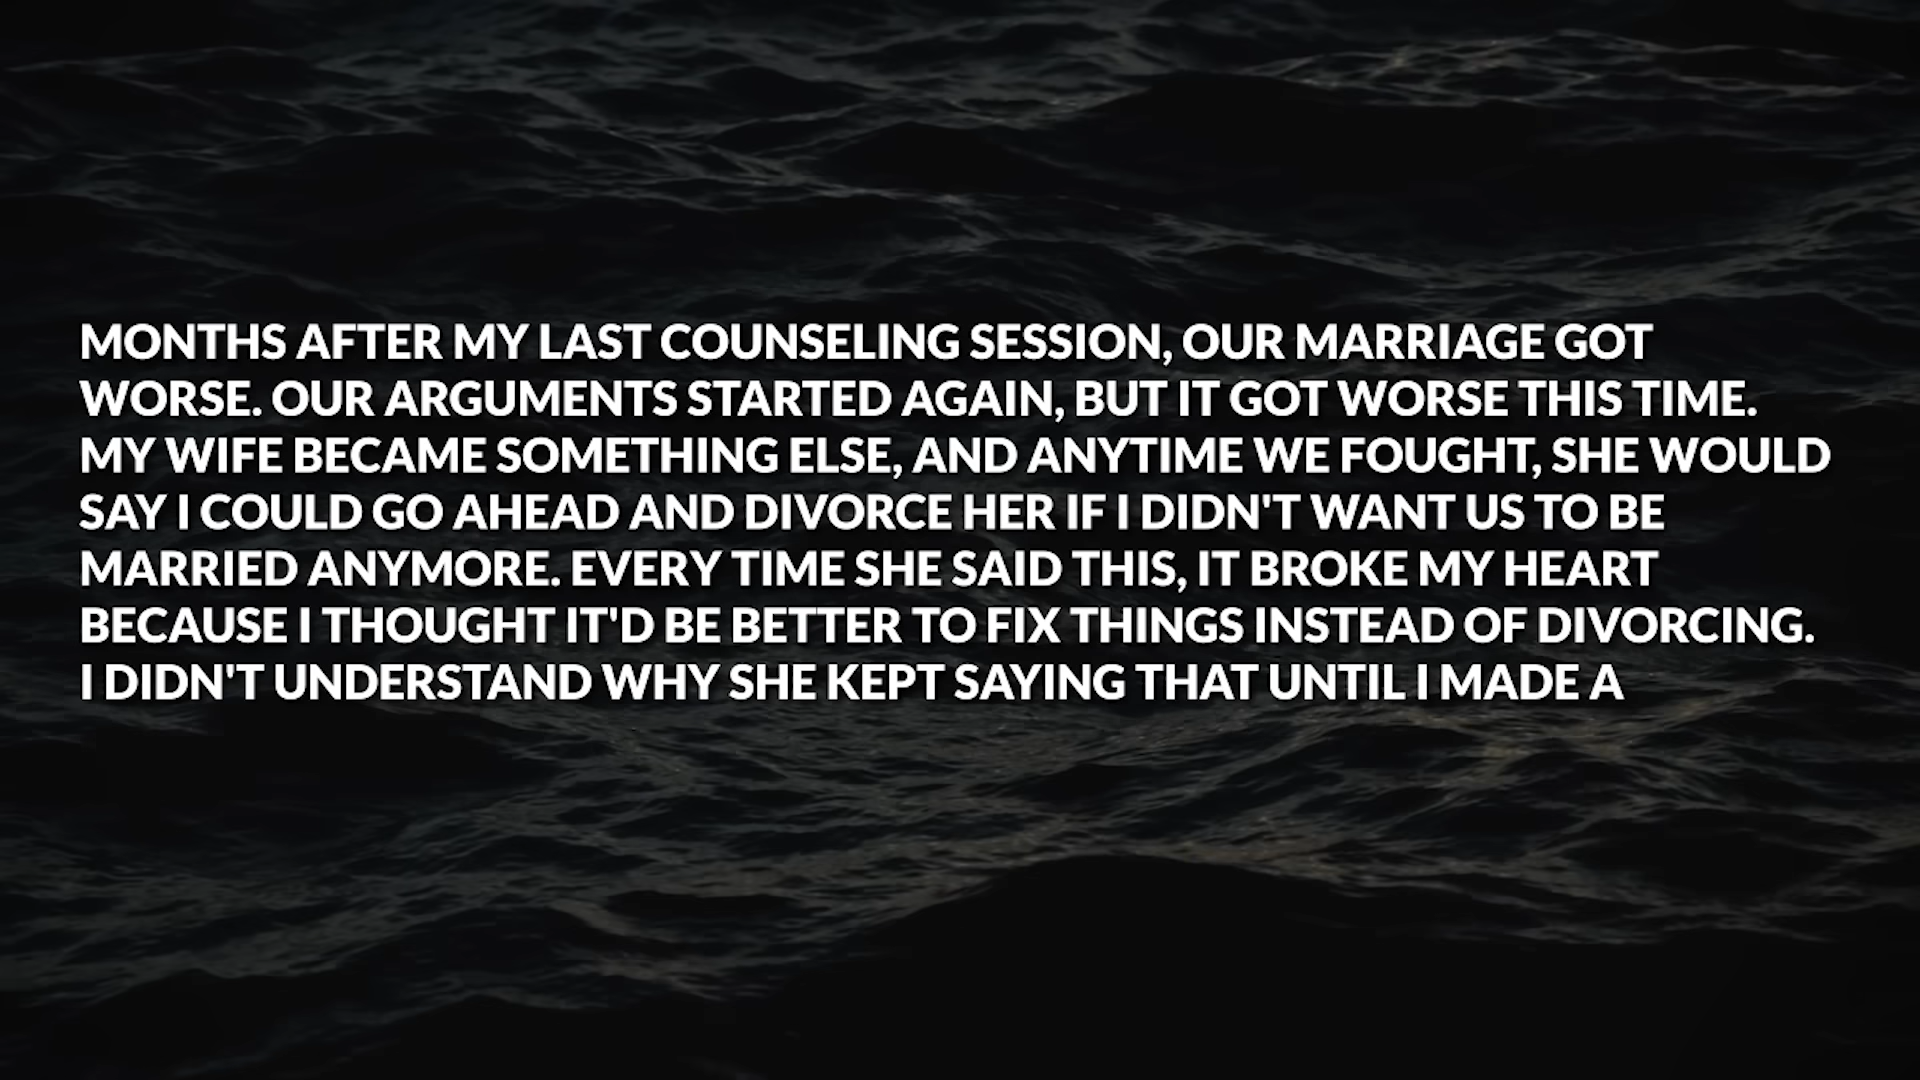 MONTHS AFTER MY LAST COUNSELING SESSION, OUR MARRIAGE GOT
WORSE. OUR ARGUMENTS STARTED AGAIN, BUT IT GOT WORSE THIS TIME.
MY WIFE BECAME SOMETHING ELSE, AND ANYTIME WE FOUGHT, SHE WOULD
SAY I COULD GO AHEAD AND DIVORCE HER IF I DIDN'T WANT US TO BE
MARRIED ANYMORE. EVERY TIME SHE SAID THIS, IT BROKE MY HEART
BECAUSE I THOUGHT IT'D BE BETTER TO FIX THINGS INSTEAD OF DIVORCING.
I DIDN'T UNDERSTAND WHY SHE KEPT SAYING THAT UNTIL I MADE A